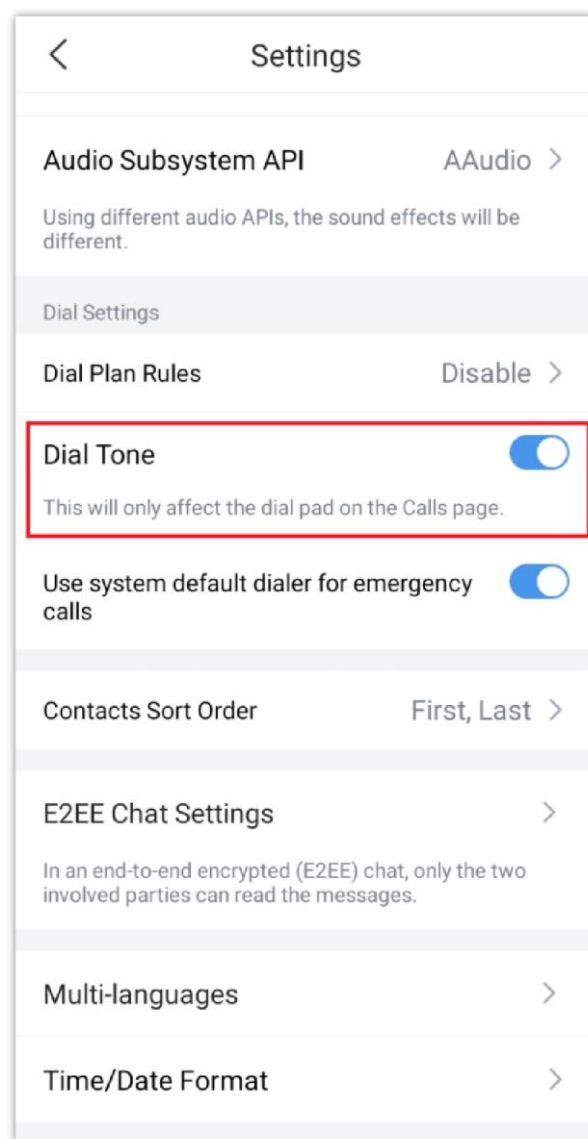 Settings
Audio Subsystem API AAudio
Using different audio APIs, the sound effects will be
different.
Dial Settings
Dial Plan Rules Disable
Dial Tone
This will only affect the dial pad on the Calls page.
Use system default dialer for emergency
calls
Contacts Sort Order First, Last
E2EE Chat Settings
In an end-to-end encrypted (E2EE) chat, only the two
involved parties can read the messages.
Multi-languages
Time/Date Format